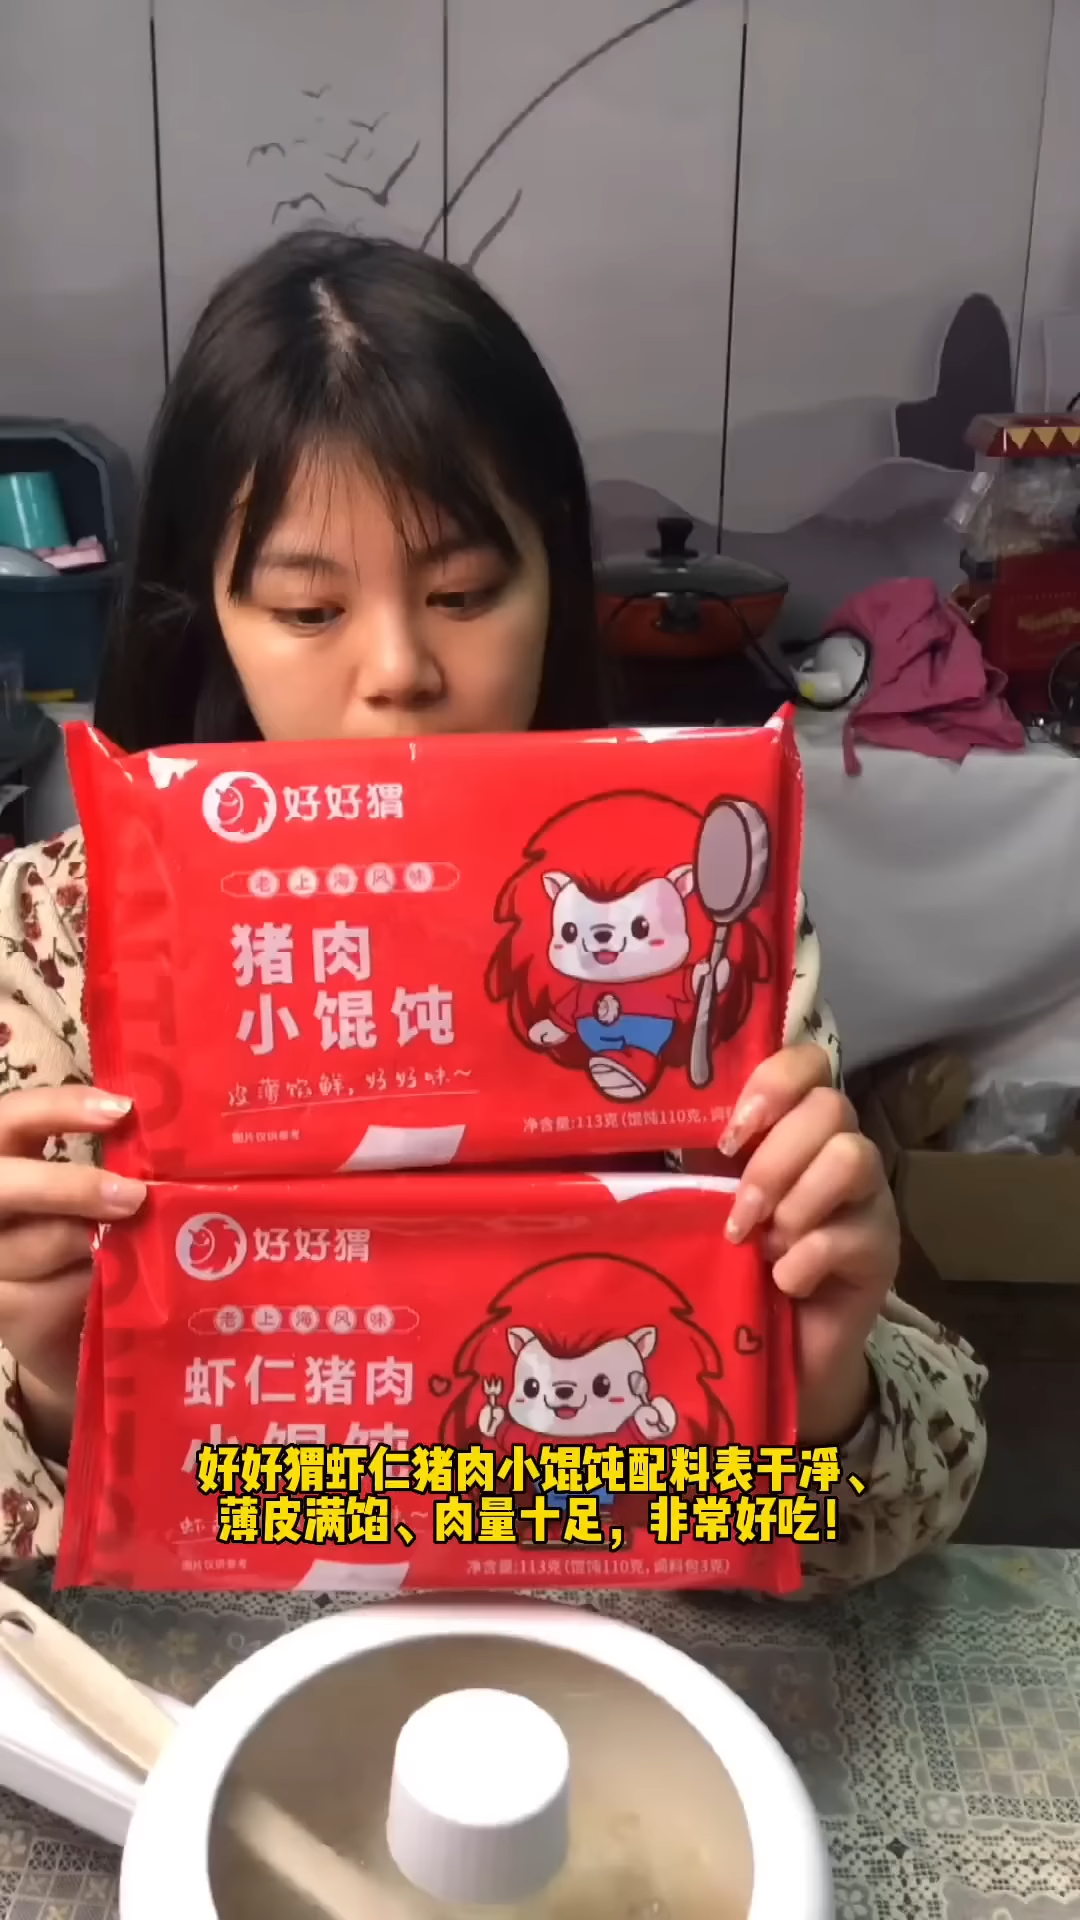 好好猬
老上海风味
猪肉
小馄饨
皮薄馅鲜,好好味~
图片仅供参考
净含量:113克(馄饨110克,调料
好好猬
老上海风味
虾仁猪肉
小馄饨
好好猬虾仁猪肉小馄饨配料表干净、
薄皮满馅、肉量十足，非常好吃！
虾
图片仅供参考
净含量:113克(馄饨110克,调料包3克)